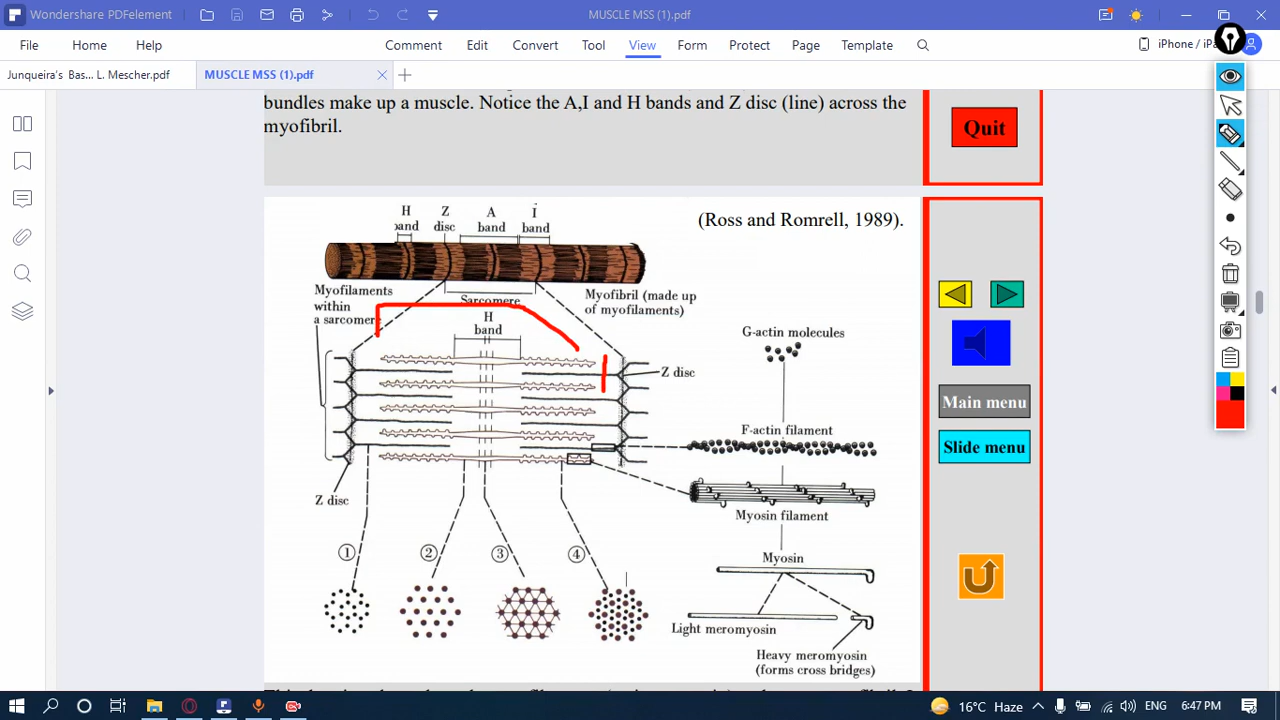 Wondershare PDFelement
MUSCLE MSS (1).pdf
File Home Help Comment Edit Convert Tool View Form Protect Page Template
iPhone / iPa
Junqueira's Bas... L. Mescher.pdf
MUSCLE MSS (1).pdf
bundles make up a muscle. Notice the A,I and H bands and Z disc (line) across the
myofibril.
Quit
H
band
Z
disc
A
band
I
band
(Ross and Romrell, 1989).
Myofilaments
within
a sarcomere
Sarcomere
Myofibril (made up
of myofilaments)
H
band
Z disc
G-actin molecules
F-actin filament
Myosin filament
Z disc
① ② ③ ④
Myosin
Light meromyosin
Heavy meromyosin
(forms cross bridges)
Main menu
Slide menu
16°C Haze
ENG
6:47 PM